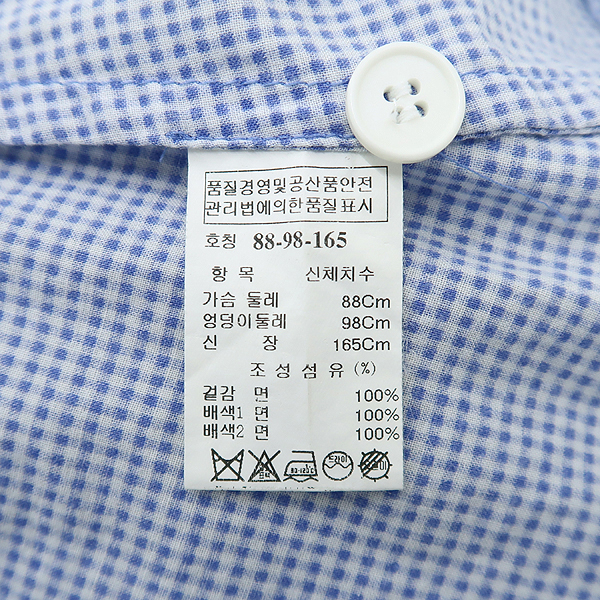 품질경영및공산품안전
관리법에의한품질표시
호칭 88-98-165
항 목 신체치수
가슴 둘레 88Cm
엉덩이둘레 98Cm
신 장 165Cm
조성섬유(%)
겉감 면 100%
배색1 면 100%
배색2 면 100%
드라이